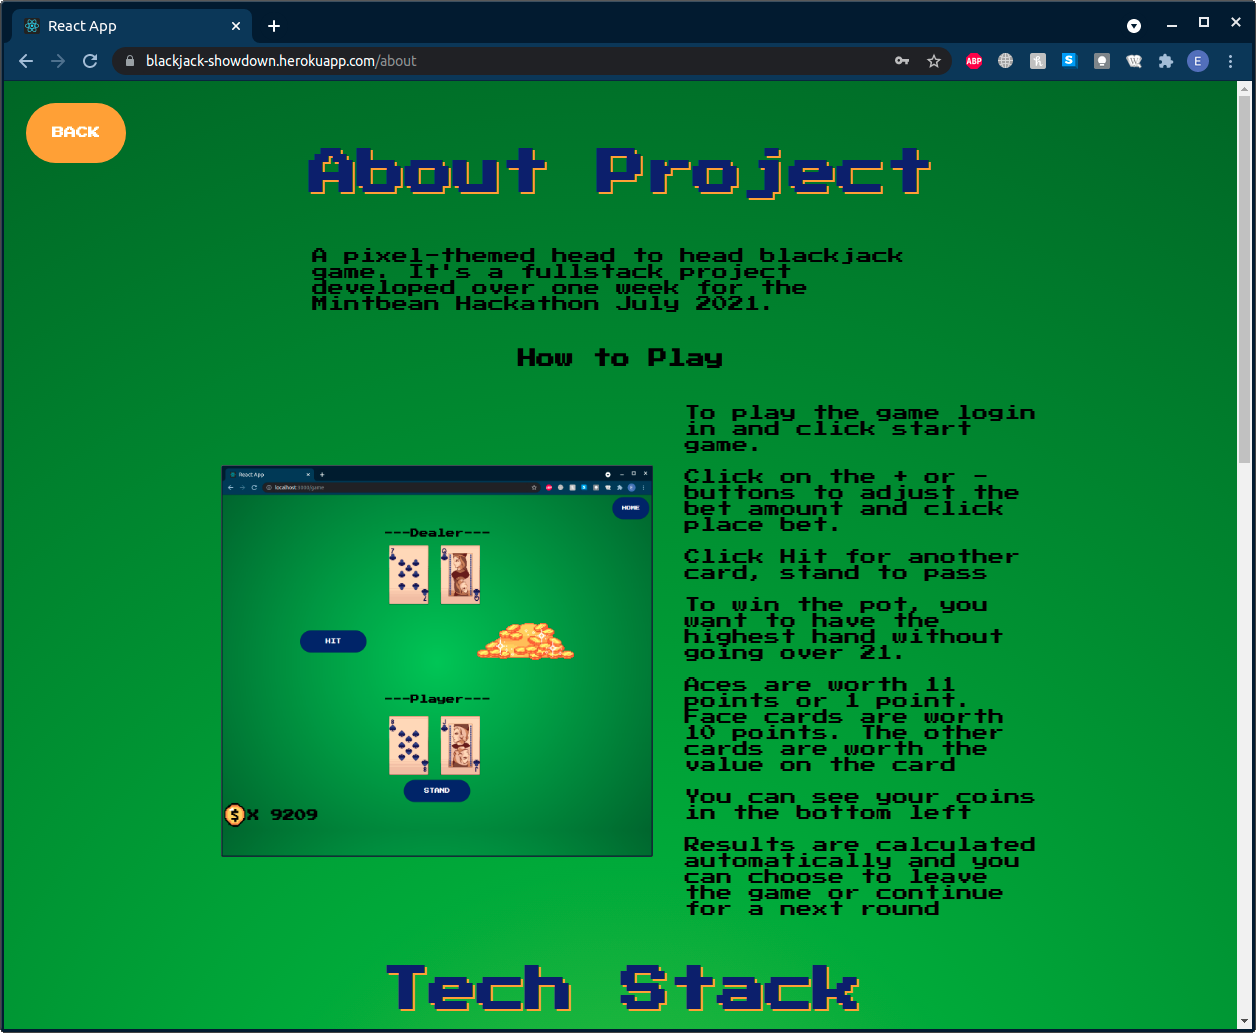 React App
blackjack-showdown.herokuapp.com/about
ABP
S
E
BACK
About Project
A pixel-themed head to head blackjack
game. It's a fullstack project
developed over one week for the
Mintbean Hackathon July 2021.
How to Play
To play the game login
in and click start
game.
Click on the + or -
buttons to adjust the
bet amount and click
place bet.
Click Hit for another
card, stand to pass
To win the pot, you
want to have the
highest hand without
going over 21.
Aces are worth 11
points or 1 point.
Face cards are worth
10 points. The other
cards are worth the
value on the card
You can see your coins
in the bottom left
Results are calculated
automatically and you
can choose to leave
the game or continue
for a next round
React App
localhost:3000/game
HOME
---Dealer---
7
Q
HIT
---Player---
8
J
STAND
$ X 9209
Tech Stack